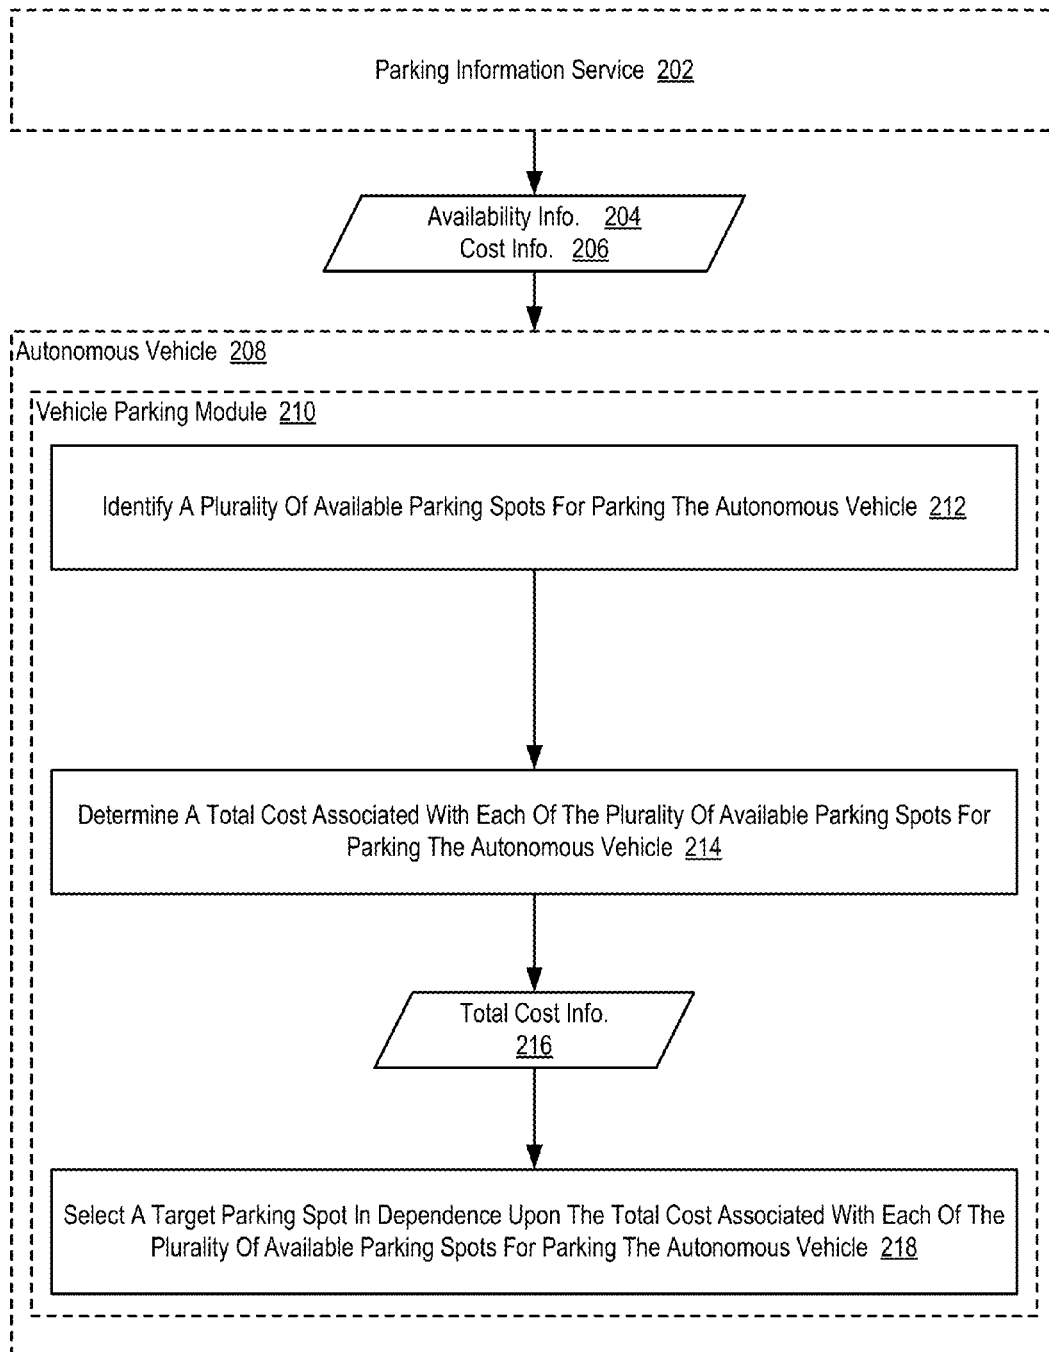 Parking Information Service 202
Availability Info. 204
Cost Info. 206
Autonomous Vehicle 208
Vehicle Parking Module 210
Identify A Plurality Of Available Parking Spots For Parking The Autonomous Vehicle 212
Determine A Total Cost Associated With Each Of The Plurality Of Available Parking Spots For
Parking The Autonomous Vehicle 214
Total Cost Info.
216
Select A Target Parking Spot In Dependence Upon The Total Cost Associated With Each Of The
Plurality Of Available Parking Spots For Parking The Autonomous Vehicle 218